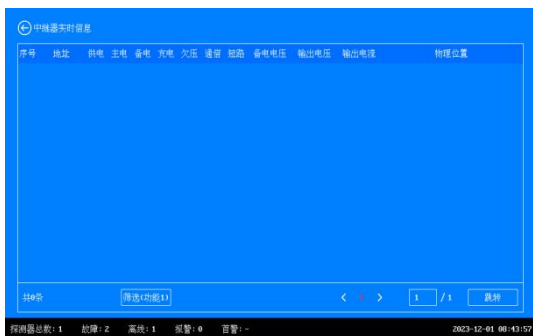 中继器实时信息
序号 地址 供电 主电 备电 充电 欠压 通信 短路 备电电压 输出电压 输出电流 物理位置
共0条 筛选(功能1) < > 1 / 1 跳转
探测器总数: 1 故障: 2 离线: 1 报警: 0 首警: - 2023-12-01 08:43:57